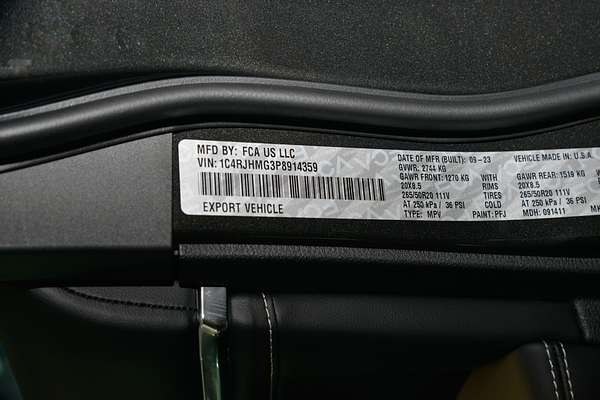 MFD BY: FCA US LLC
VIN: 1C4RJHMG3P8914359
EXPORT VEHICLE
DATE OF MFR (BUILT): 09-23 VEHICLE MADE IN U.S.A
GVWR: 2744 KG
GAWR FRONT: 1270 KG WITH GAWR REAR: 1519 KG
20X8.5 RIMS 20X8.5
265/50R20 111V TIRES 265/50R20 111V
AT 250 kPa / 36 PSI COLD AT 250 kPa / 36 PSI
TYPE: MPV PAINT: PFJ MDH: 091411